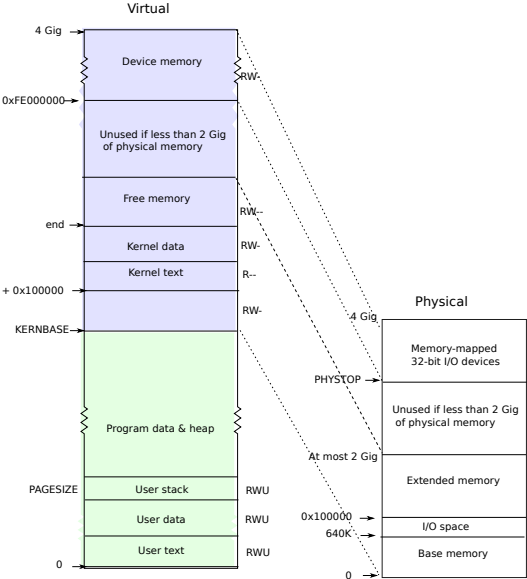 Virtual
4 Gig
Device memory
RW-
0xFE000000
Unused if less than 2 Gig
of physical memory
Free memory
RW--
end
Kernel data
RW-
Kernel text
R--
+ 0x100000
RW-
KERNBASE
Program data & heap
PAGESIZE
User stack
RWU
User data
RWU
User text
RWU
0
Physical
4 Gig
Memory-mapped
32-bit I/O devices
PHYSTOP
Unused if less than 2 Gig
of physical memory
At most 2 Gig
Extended memory
0x100000
I/O space
640K
Base memory
0